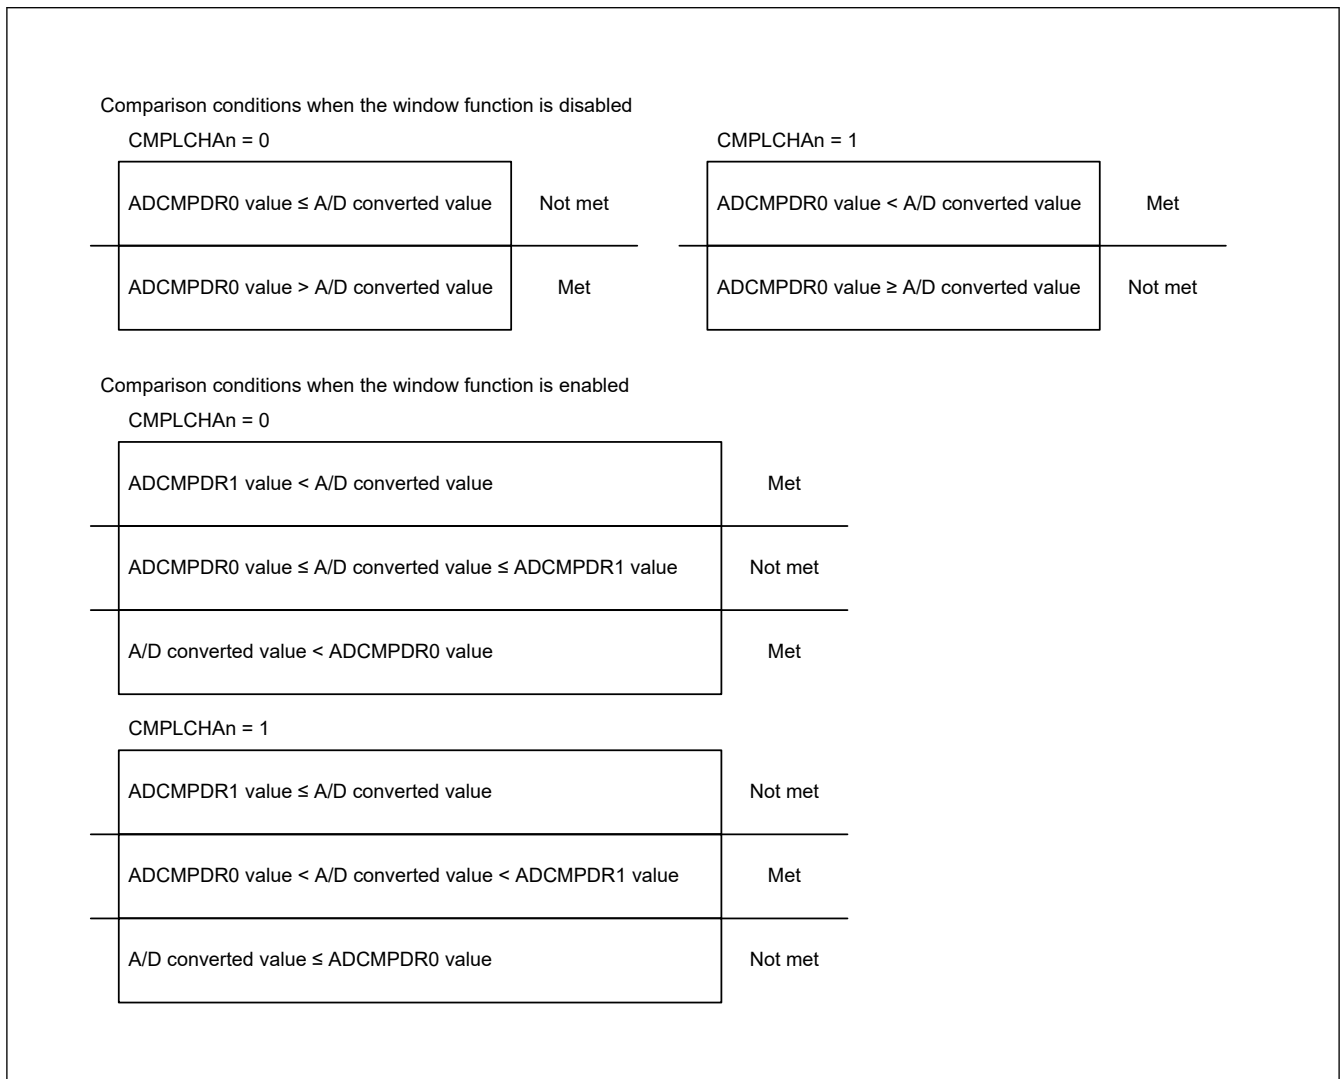 Comparison conditions when the window function is disabled
CMPLCHAn = 0
ADCMPDR0 value ≤ A/D converted value Not met
ADCMPDR0 value > A/D converted value Met
CMPLCHAn = 1
ADCMPDR0 value < A/D converted value Met
ADCMPDR0 value ≥ A/D converted value Not met
Comparison conditions when the window function is enabled
CMPLCHAn = 0
ADCMPDR1 value < A/D converted value Met
ADCMPDR0 value ≤ A/D converted value ≤ ADCMPDR1 value Not met
A/D converted value < ADCMPDR0 value Met
CMPLCHAn = 1
ADCMPDR1 value ≤ A/D converted value Not met
ADCMPDR0 value < A/D converted value < ADCMPDR1 value Met
A/D converted value ≤ ADCMPDR0 value Not met